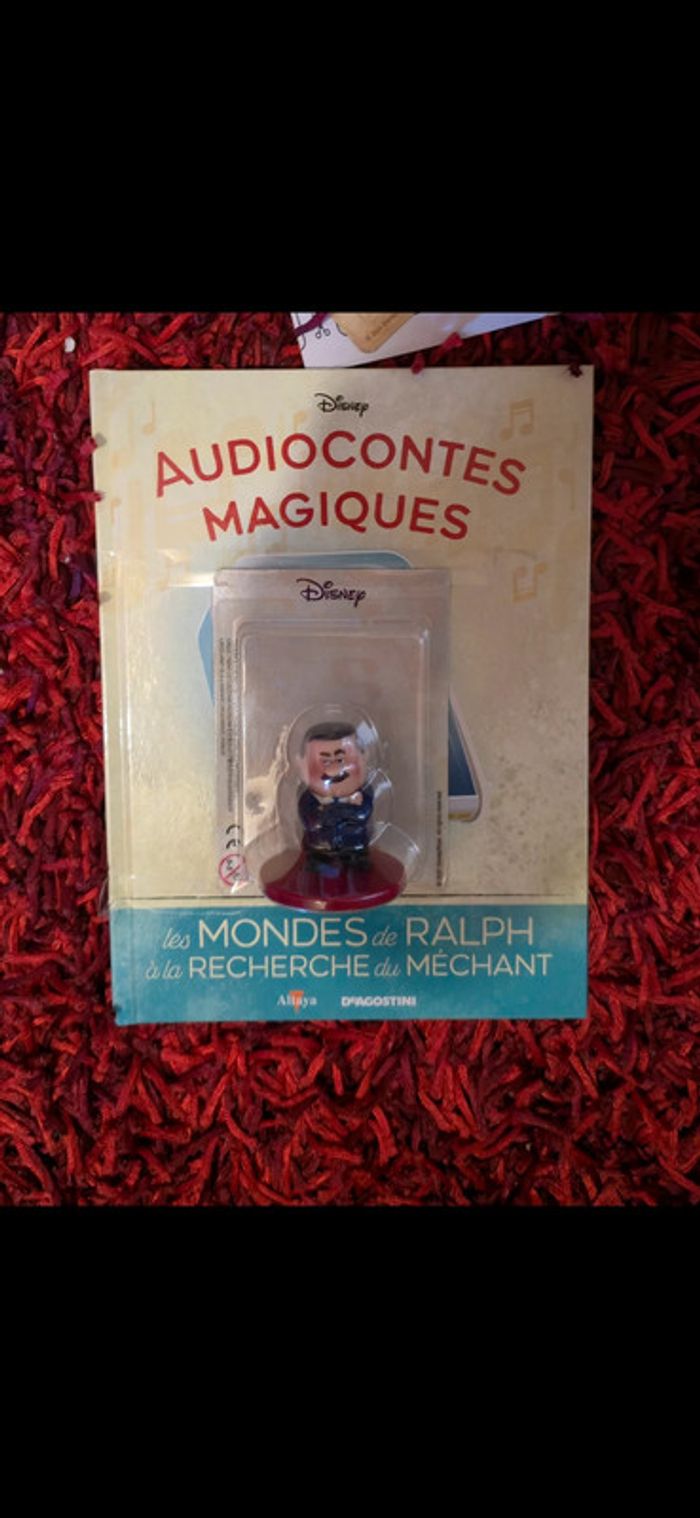 Disney
AUDIOCONTES
MAGIQUES
Disney
les MONDES de RALPH
à la RECHERCHE du MÉCHANT
Altaya DeAGOSTINI